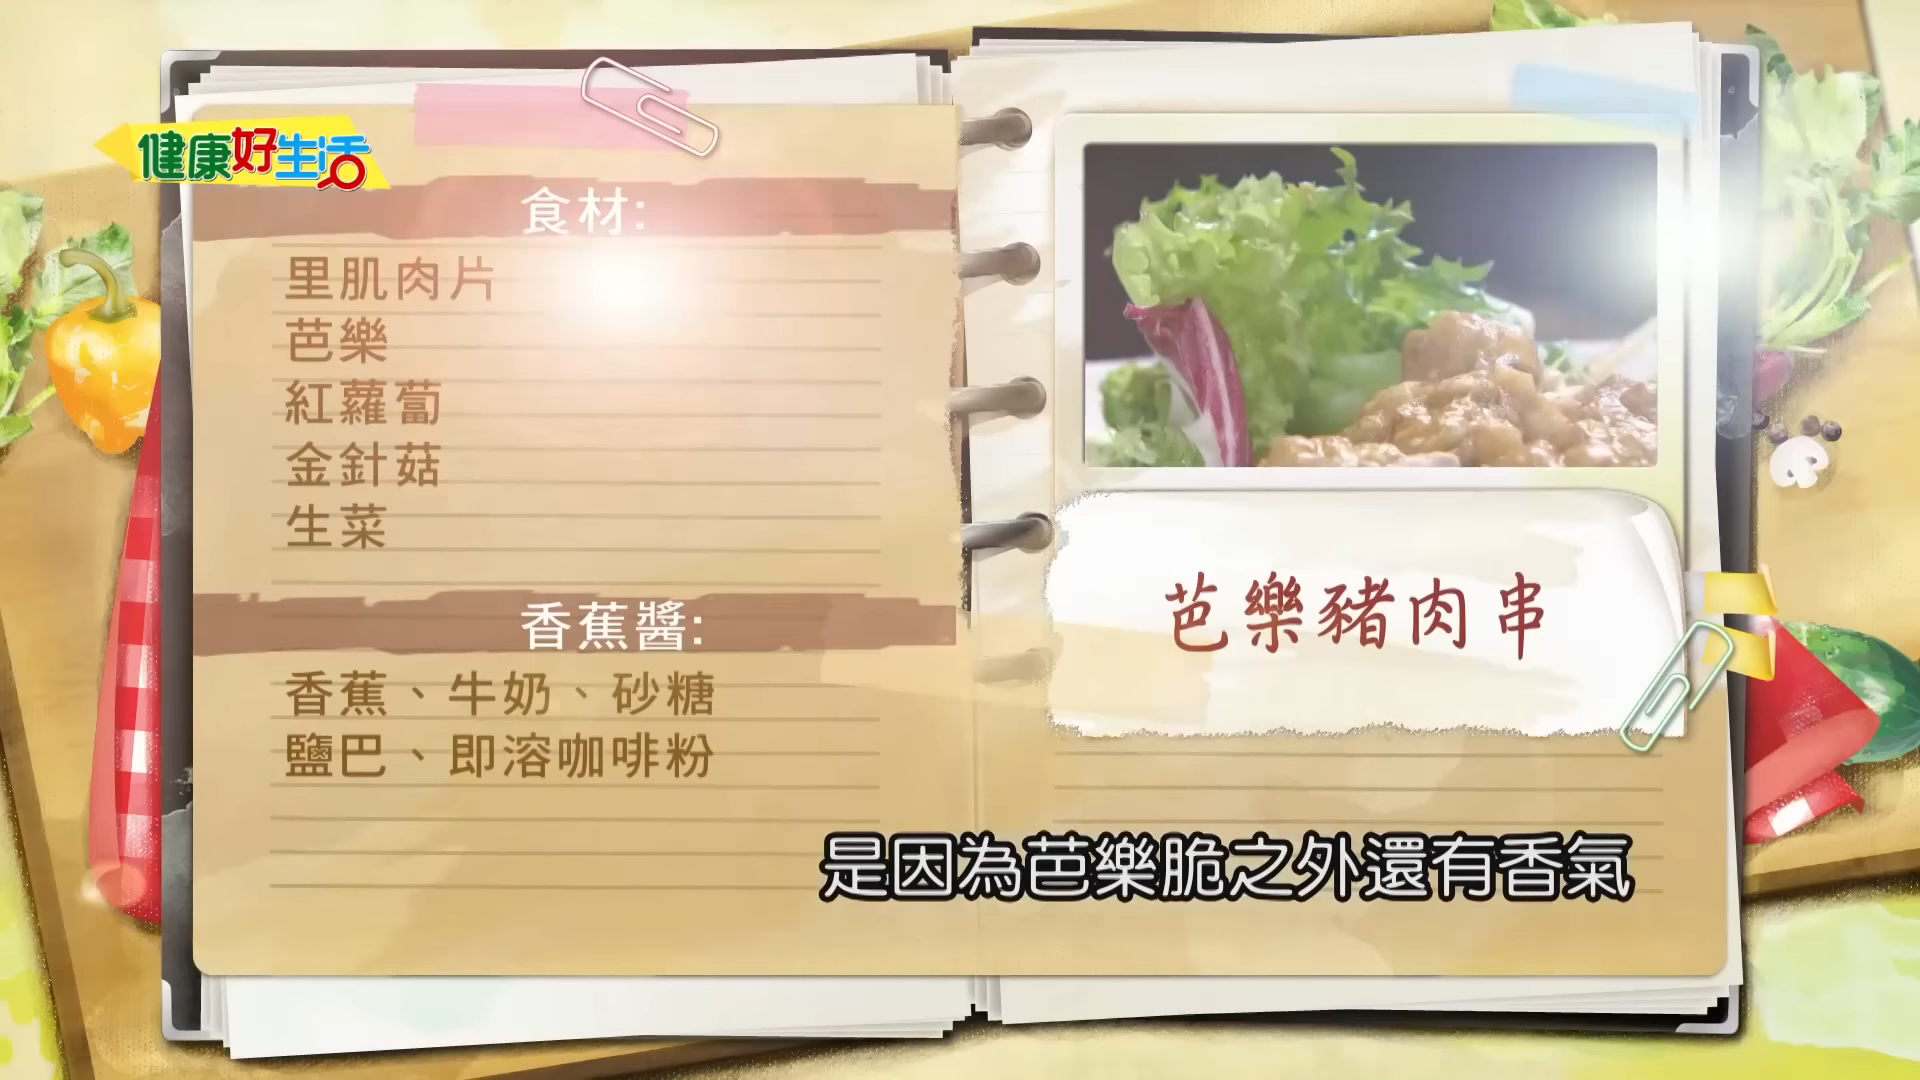 健康好生活
食材:
里肌肉片
芭樂
紅蘿蔔
金針菇
生菜
香蕉醬:
香蕉、牛奶、砂糖
鹽巴、即溶咖啡粉
芭樂豬肉串
是因為芭樂脆之外還有香氣